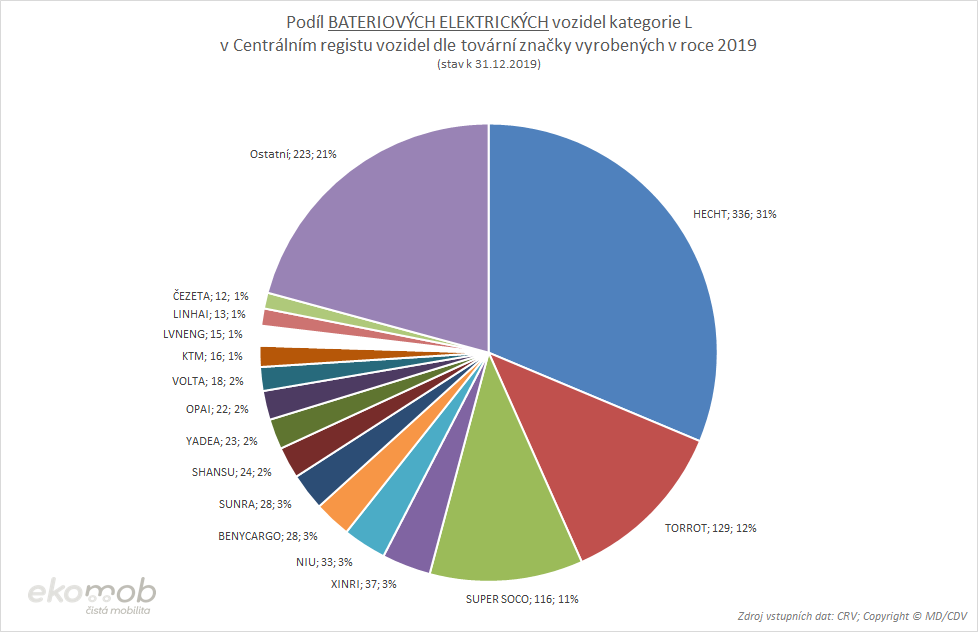 Podíl BATERIOVÝCH ELEKTRICKÝCH vozidel kategorie L
v Centrálním registu vozidel dle tovární značky vyrobených v roce 2019
(stav k 31.12.2019)
Ostatní; 223; 21%
HECHT; 336; 31%
ČEZETA; 12; 1%
LINHAI; 13; 1%
LVNENG; 15; 1%
KTM; 16; 1%
VOLTA; 18; 2%
OPAI; 22; 2%
YADEA; 23; 2%
SHANSU; 24; 2%
SUNRA; 28; 3%
BENYCARGO; 28; 3%
NIU; 33; 3%
XINRI; 37; 3%
SUPER SOCO; 116; 11%
TORROT; 129; 12%
ekomob
čistá mobilita
Zdroj vstupních dat: CRV; Copyright © MD/CDV